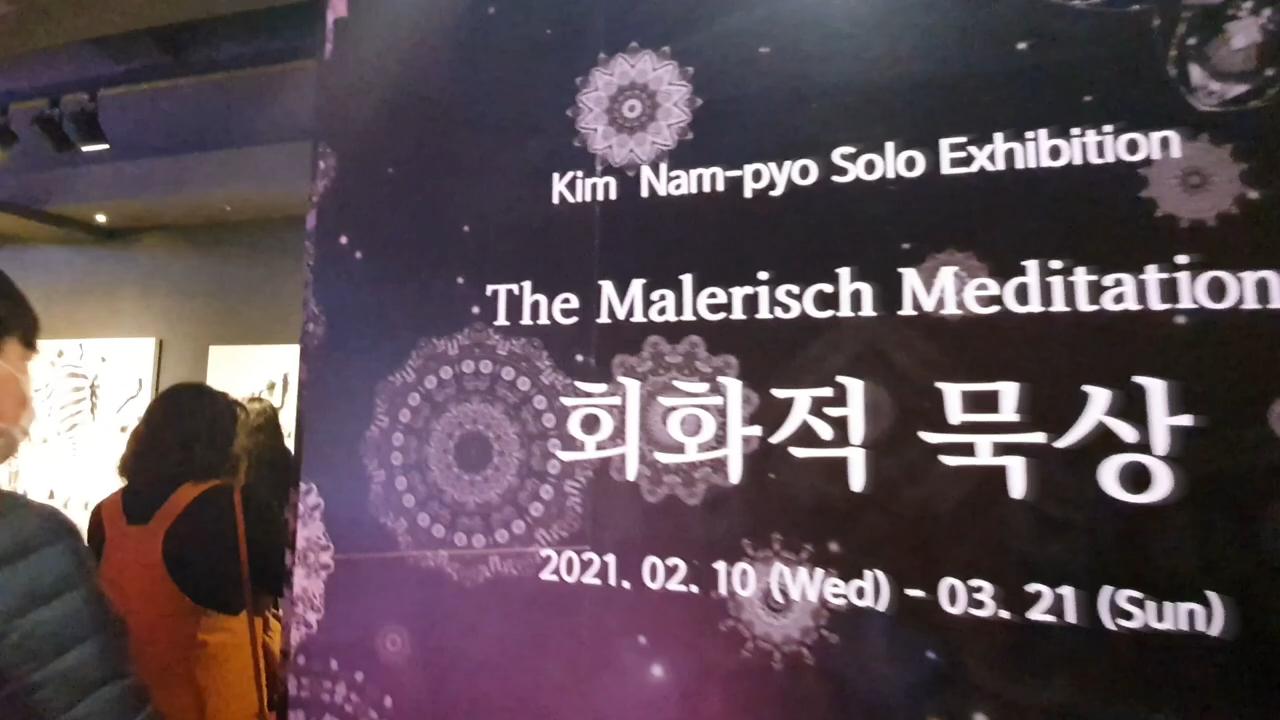 Kim Nam-pyo Solo Exhibition
The Malerisch Meditation
회화적 묵상
2021. 02. 10 (Wed) - 03. 21 (Sun)